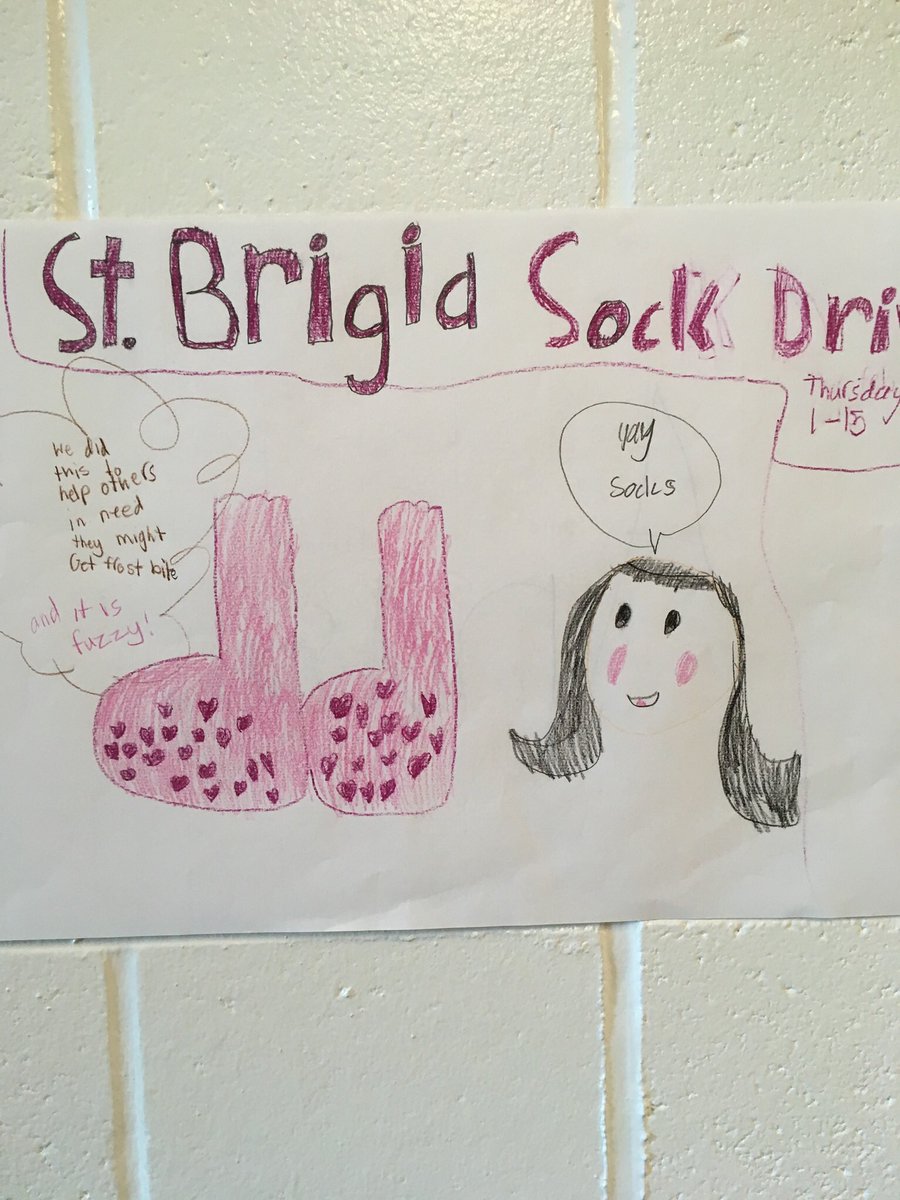 St. Brigid Sock Driv
Thursday
1-15
we did
this to
help others
in need
they might
Get frost bite
and it is
fuzzy!
yay
socks